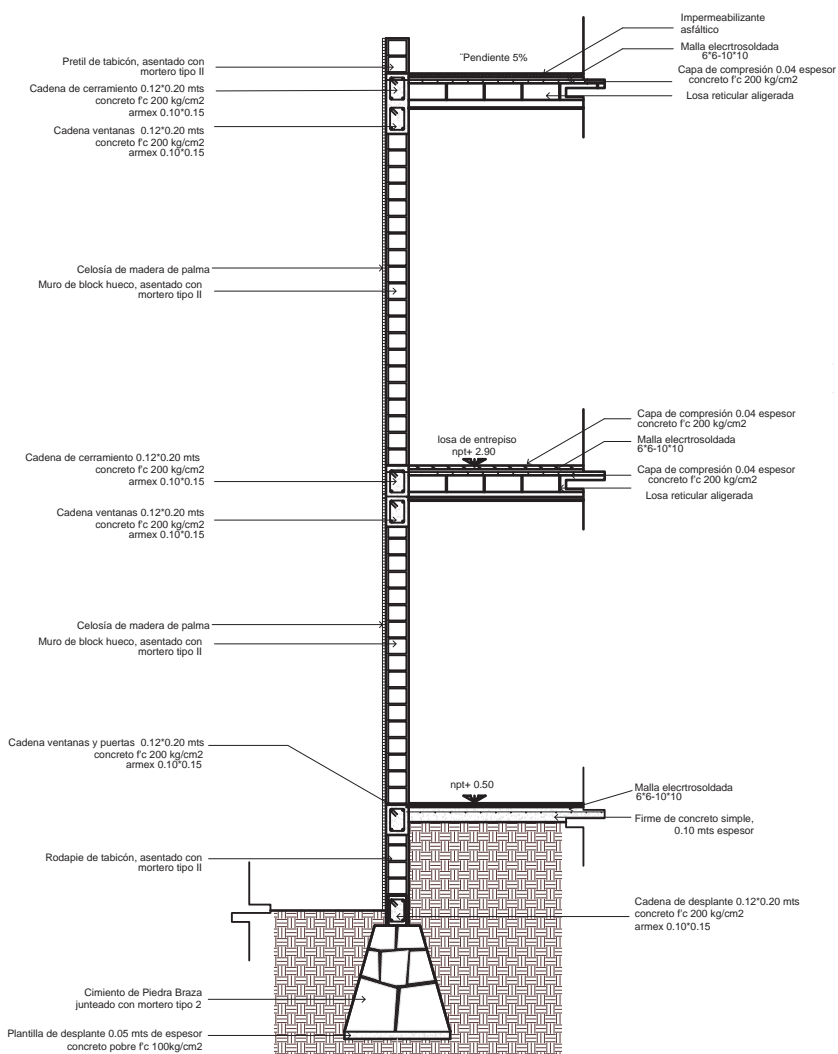 Impermeabilizante
asfáltico
¨Pendiente 5%
Malla elecrtrosoldada
6*6-10*10
Pretil de tabicón, asentado con
mortero tipo II
Capa de compresión 0.04 espesor
concreto f'c 200 kg/cm2
Cadena de cerramiento 0.12*0.20 mts
concreto f'c 200 kg/cm2
armex 0.10*0.15
Losa reticular aligerada
Cadena ventanas 0.12*0.20 mts
concreto f'c 200 kg/cm2
armex 0.10*0.15
Celosía de madera de palma
Muro de block hueco, asentado con
mortero tipo II
Capa de compresión 0.04 espesor
concreto f'c 200 kg/cm2
losa de entrepiso
npt+ 2.90
Malla elecrtrosoldada
6*6-10*10
Cadena de cerramiento 0.12*0.20 mts
concreto f'c 200 kg/cm2
armex 0.10*0.15
Capa de compresión 0.04 espesor
concreto f'c 200 kg/cm2
Losa reticular aligerada
Cadena ventanas 0.12*0.20 mts
concreto f'c 200 kg/cm2
armex 0.10*0.15
Celosía de madera de palma
Muro de block hueco, asentado con
mortero tipo II
Cadena ventanas y puertas 0.12*0.20 mts
concreto f'c 200 kg/cm2
armex 0.10*0.15
npt+ 0.50
Malla elecrtrosoldada
6*6-10*10
Firme de concreto simple,
0.10 mts espesor
Rodapie de tabicón, asentado con
mortero tipo II
Cadena de desplante 0.12*0.20 mts
concreto f'c 200 kg/cm2
armex 0.10*0.15
Cimiento de Piedra Braza
junteado con mortero tipo 2
Plantilla de desplante 0.05 mts de espesor
concreto pobre f'c 100kg/cm2